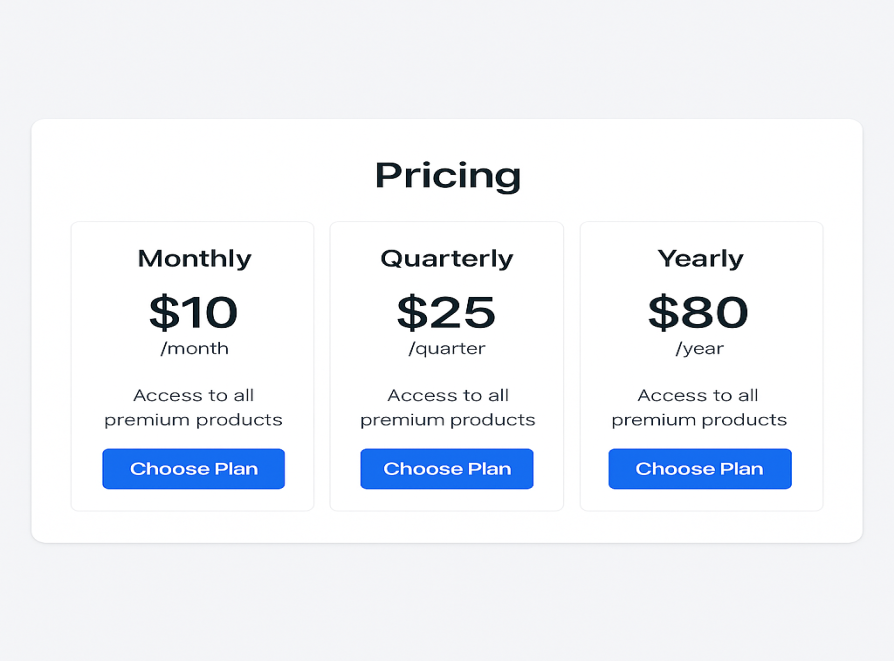 Pricing
Monthly
$10
/month
Access to all
premium products
Choose Plan
Quarterly
$25
/quarter
Access to all
premium products
Choose Plan
Yearly
$80
/year
Access to all
premium products
Choose Plan